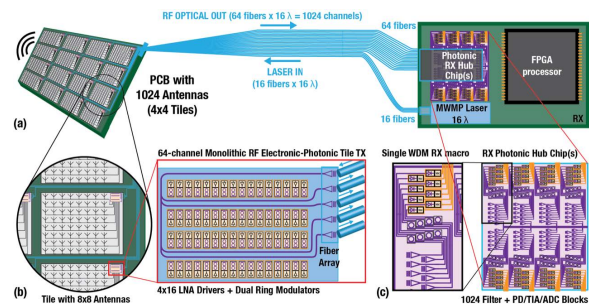 RF OPTICAL OUT (64 fibers x 16 λ = 1024 channels)
LASER IN
(16 fibers x 16 λ)
PCB with
1024 Antennas
(4x4 Tiles)
(a)
64 fibers
16 fibers
Photonic
RX Hub
Chip(s)
MWMP Laser
16 λ
FPGA
processor
RX
64-channel Monolithic RF Electronic-Photonic Tile TX
Fiber
Array
4x16 LNA Drivers + Dual Ring Modulators
(b)
Tile with 8x8 Antennas
Single WDM RX macro
RX Photonic Hub Chip(s)
(c)
1024 Filter + PD/TIA/ADC Blocks